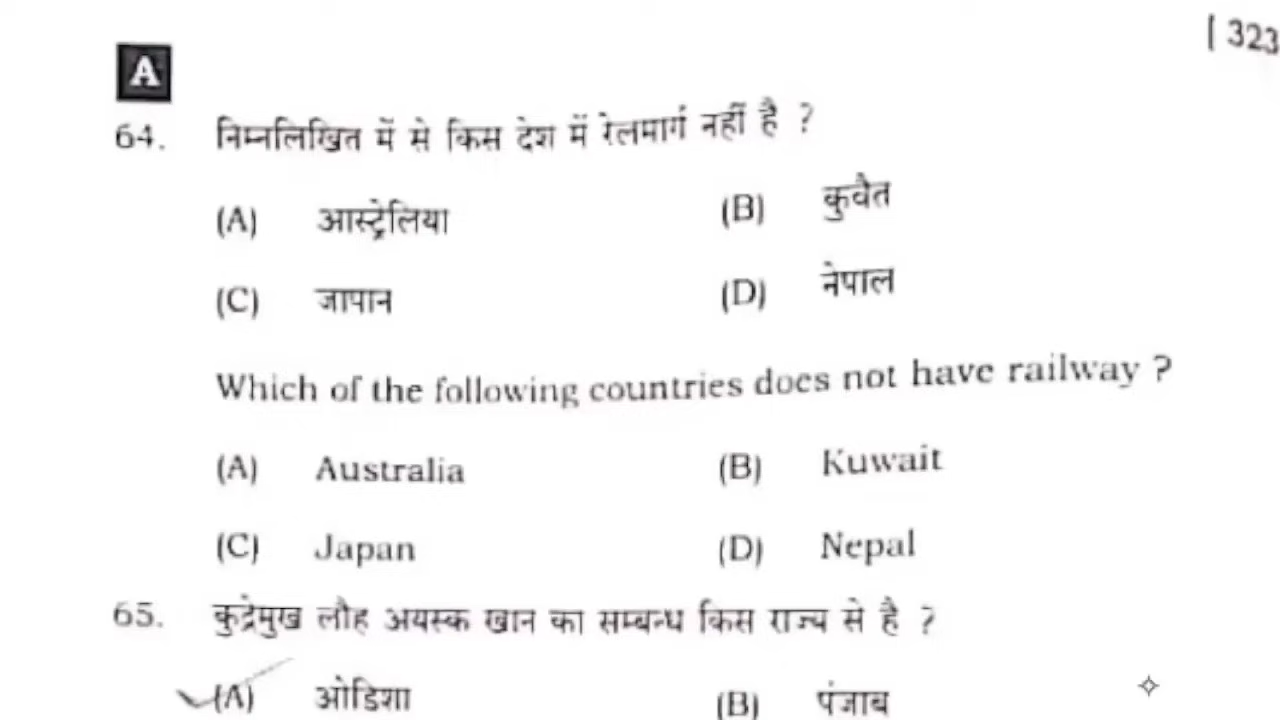 | 323
A
64. निम्नलिखित में से किस देश में रेलमार्ग नहीं है ?
(A) आस्ट्रेलिया (B) कुवैत
(C) जापान (D) नेपाल
Which of the following countries does not have railway ?
(A) Australia (B) Kuwait
(C) Japan (D) Nepal
65. कुद्रेमुख लौह अयस्क खान का सम्बन्ध किस राज्य से है ?
(A) ओडिशा (B) पंजाब